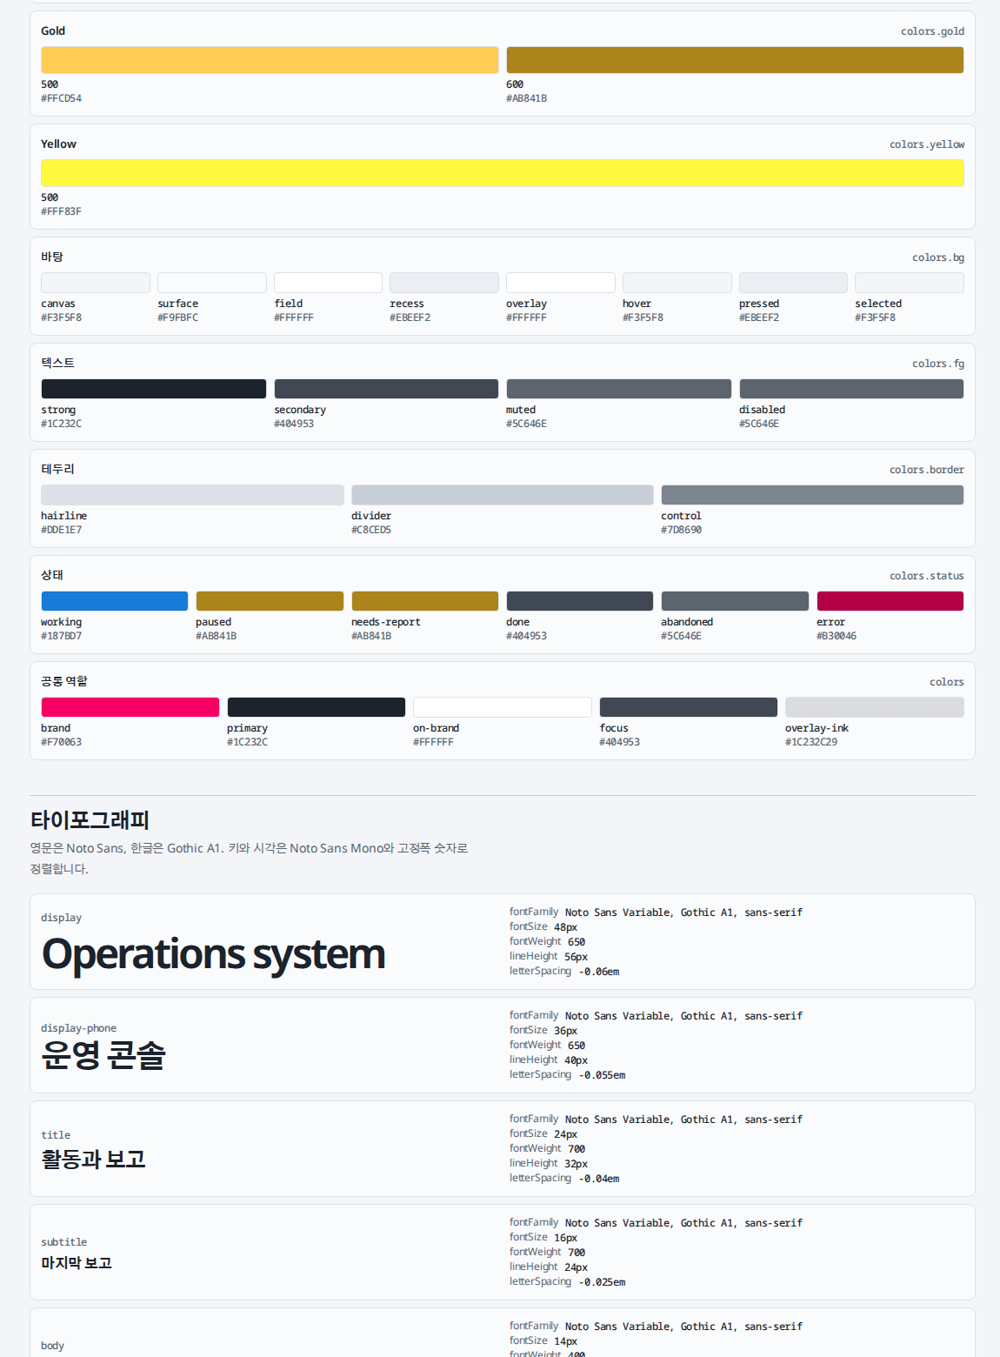 Gold
colors.gold
500
#FFCD54
600
#AB841B
Yellow
colors.yellow
500
#FFF83F
바탕
colors.bg
canvas
#F3F5F8
surface
#F9FBFC
field
#FFFFFF
recess
#EBEEF2
overlay
#FFFFFF
hover
#F3F5F8
pressed
#EBEEF2
selected
#F3F5F8
텍스트
colors.fg
strong
#1C232C
secondary
#404953
muted
#5C646E
disabled
#5C646E
테두리
colors.border
hairline
#DDE1E7
divider
#C8CED5
control
#7D8690
상태
colors.status
working
#187BD7
paused
#AB841B
needs-report
#AB841B
done
#404953
abandoned
#5C646E
error
#B30046
공통 역할
colors
brand
#F70063
primary
#1C232C
on-brand
#FFFFFF
focus
#404953
overlay-ink
#1C232C29
타이포그래피
영문은 Noto Sans, 한글은 Gothic A1. 키와 시각은 Noto Sans Mono와 고정폭 숫자로
정렬합니다.
display
Operations system
fontFamily Noto Sans Variable, Gothic A1, sans-serif
fontSize 48px
fontWeight 650
lineHeight 56px
letterSpacing -0.06em
display-phone
운영 콘솔
fontFamily Noto Sans Variable, Gothic A1, sans-serif
fontSize 36px
fontWeight 650
lineHeight 40px
letterSpacing -0.055em
title
활동과 보고
fontFamily Noto Sans Variable, Gothic A1, sans-serif
fontSize 24px
fontWeight 700
lineHeight 32px
letterSpacing -0.04em
subtitle
마지막 보고
fontFamily Noto Sans Variable, Gothic A1, sans-serif
fontSize 16px
fontWeight 700
lineHeight 24px
letterSpacing -0.025em
body
fontFamily Noto Sans Variable, Gothic A1, sans-serif
fontSize 14px
fontWeight 400